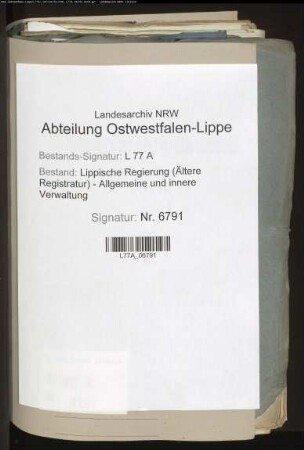 Landesarchiv NRW
Abteilung Ostwestfalen-Lippe
Bestands-Signatur: L 77 A
Bestand: Lippische Regierung (Ältere
Registratur) - Allgemeine und innere
Verwaltung
Signatur: Nr. 6791
L77A_06791